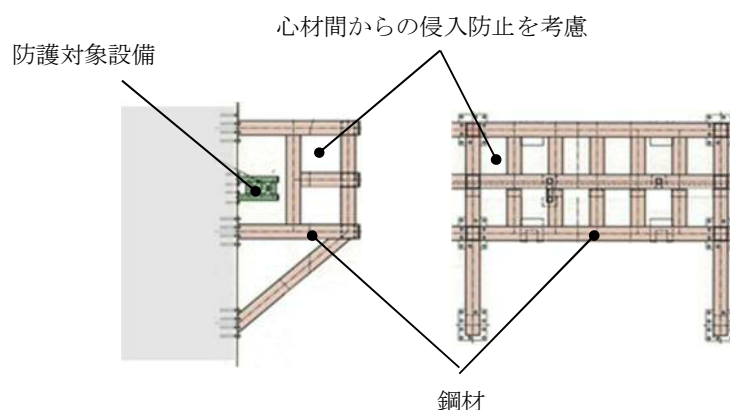 心材間からの侵入防止を考慮
防護対象設備
鋼材